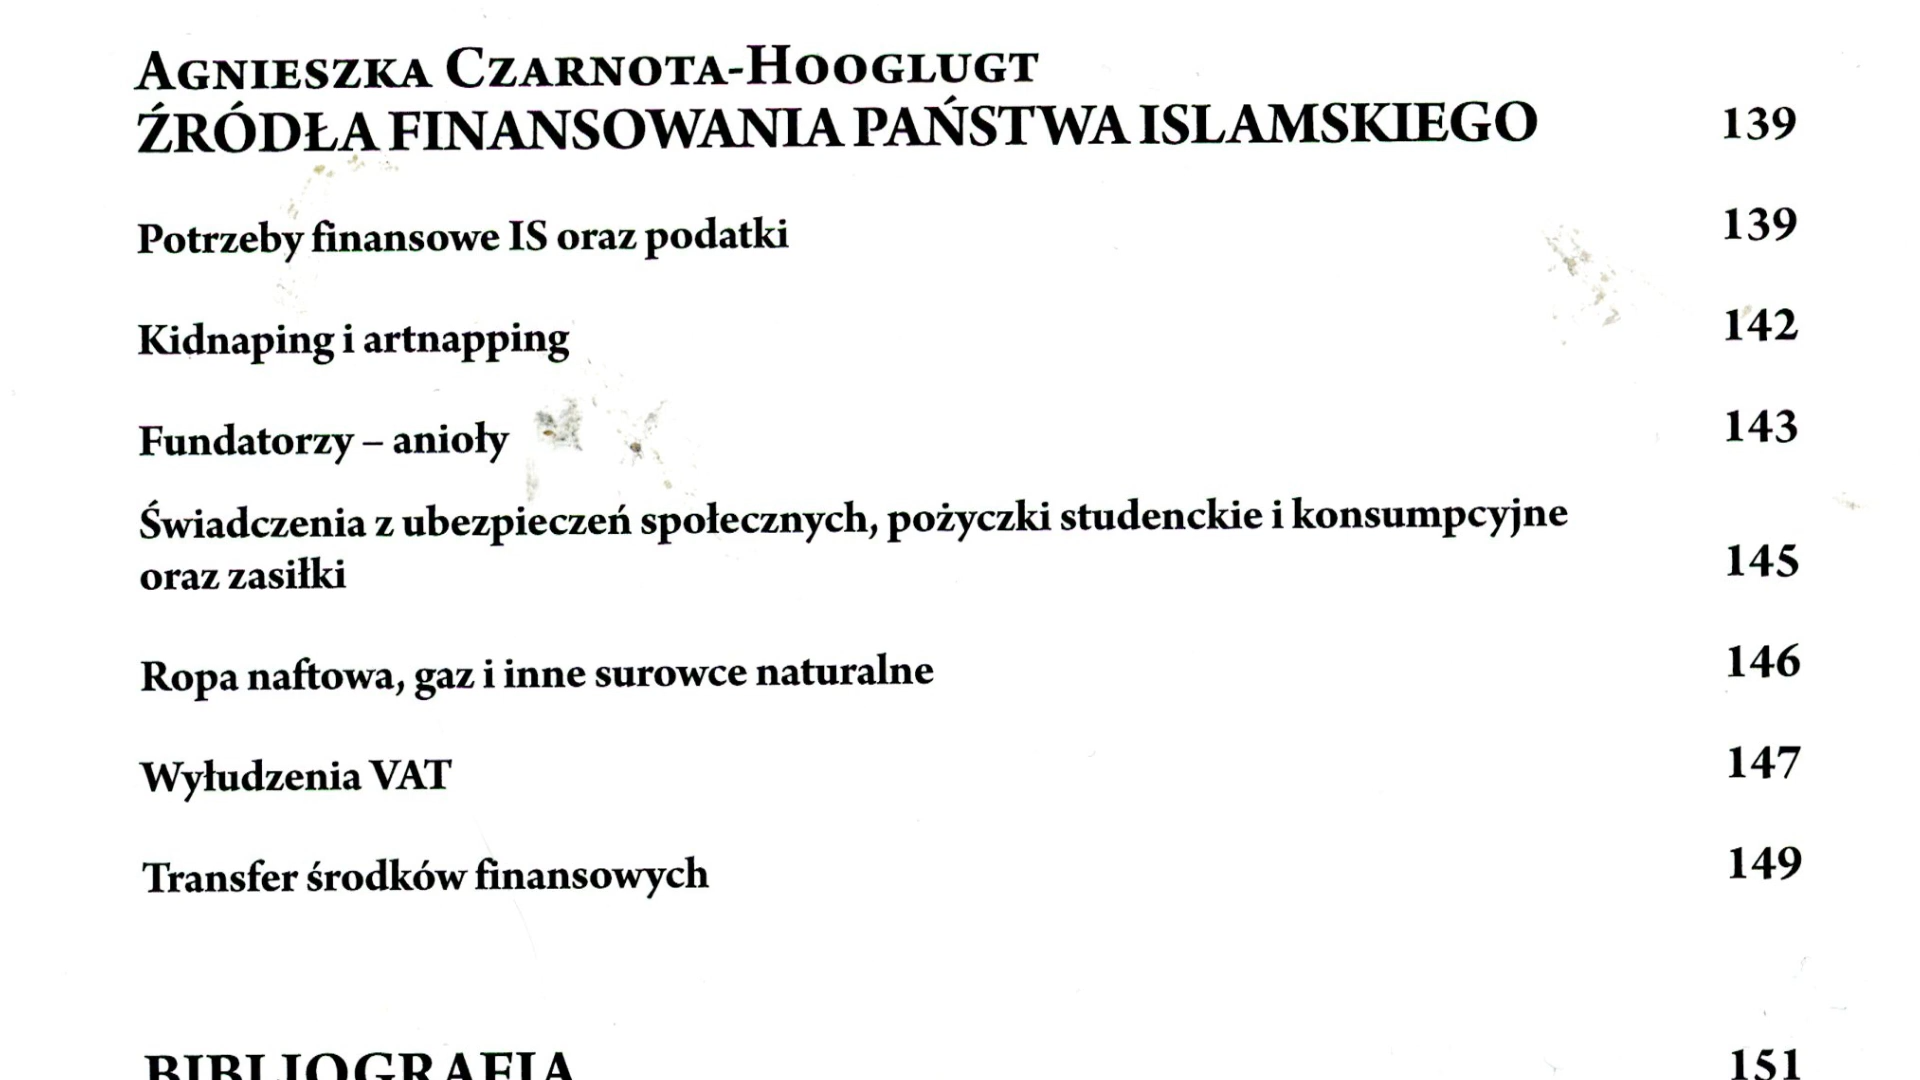 Agnieszka Czarnota-Hooglugt
ŹRÓDŁA FINANSOWANIA PAŃSTWA ISLAMSKIEGO 139
Potrzeby finansowe IS oraz podatki 139
Kidnaping i artnapping 142
Fundatorzy – anioły 143
Świadczenia z ubezpieczeń społecznych, pożyczki studenckie i konsumpcyjne
oraz zasiłki 145
Ropa naftowa, gaz i inne surowce naturalne 146
Wyłudzenia VAT 147
Transfer środków finansowych 149
BIBLIOGRAFIA 151